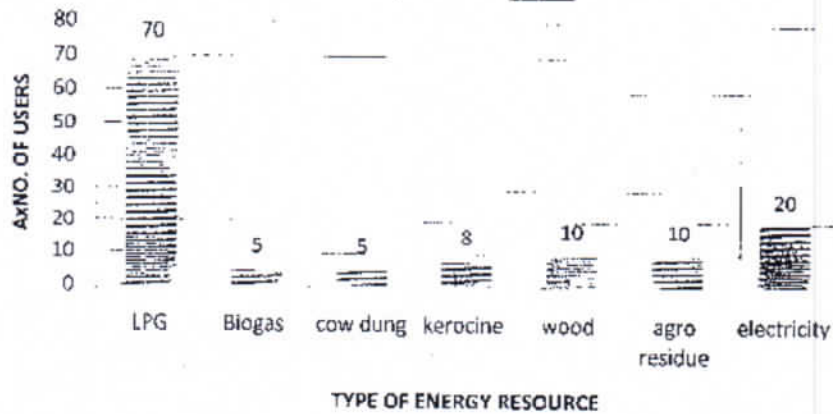 80
70
70
60
50
40
30
20
10
0
AxNO. OF USERS
5
5
8
10
10
20
LPG
Biogas
cow dung
kerocine
wood
agro
residue
electricity
TYPE OF ENERGY RESOURCE